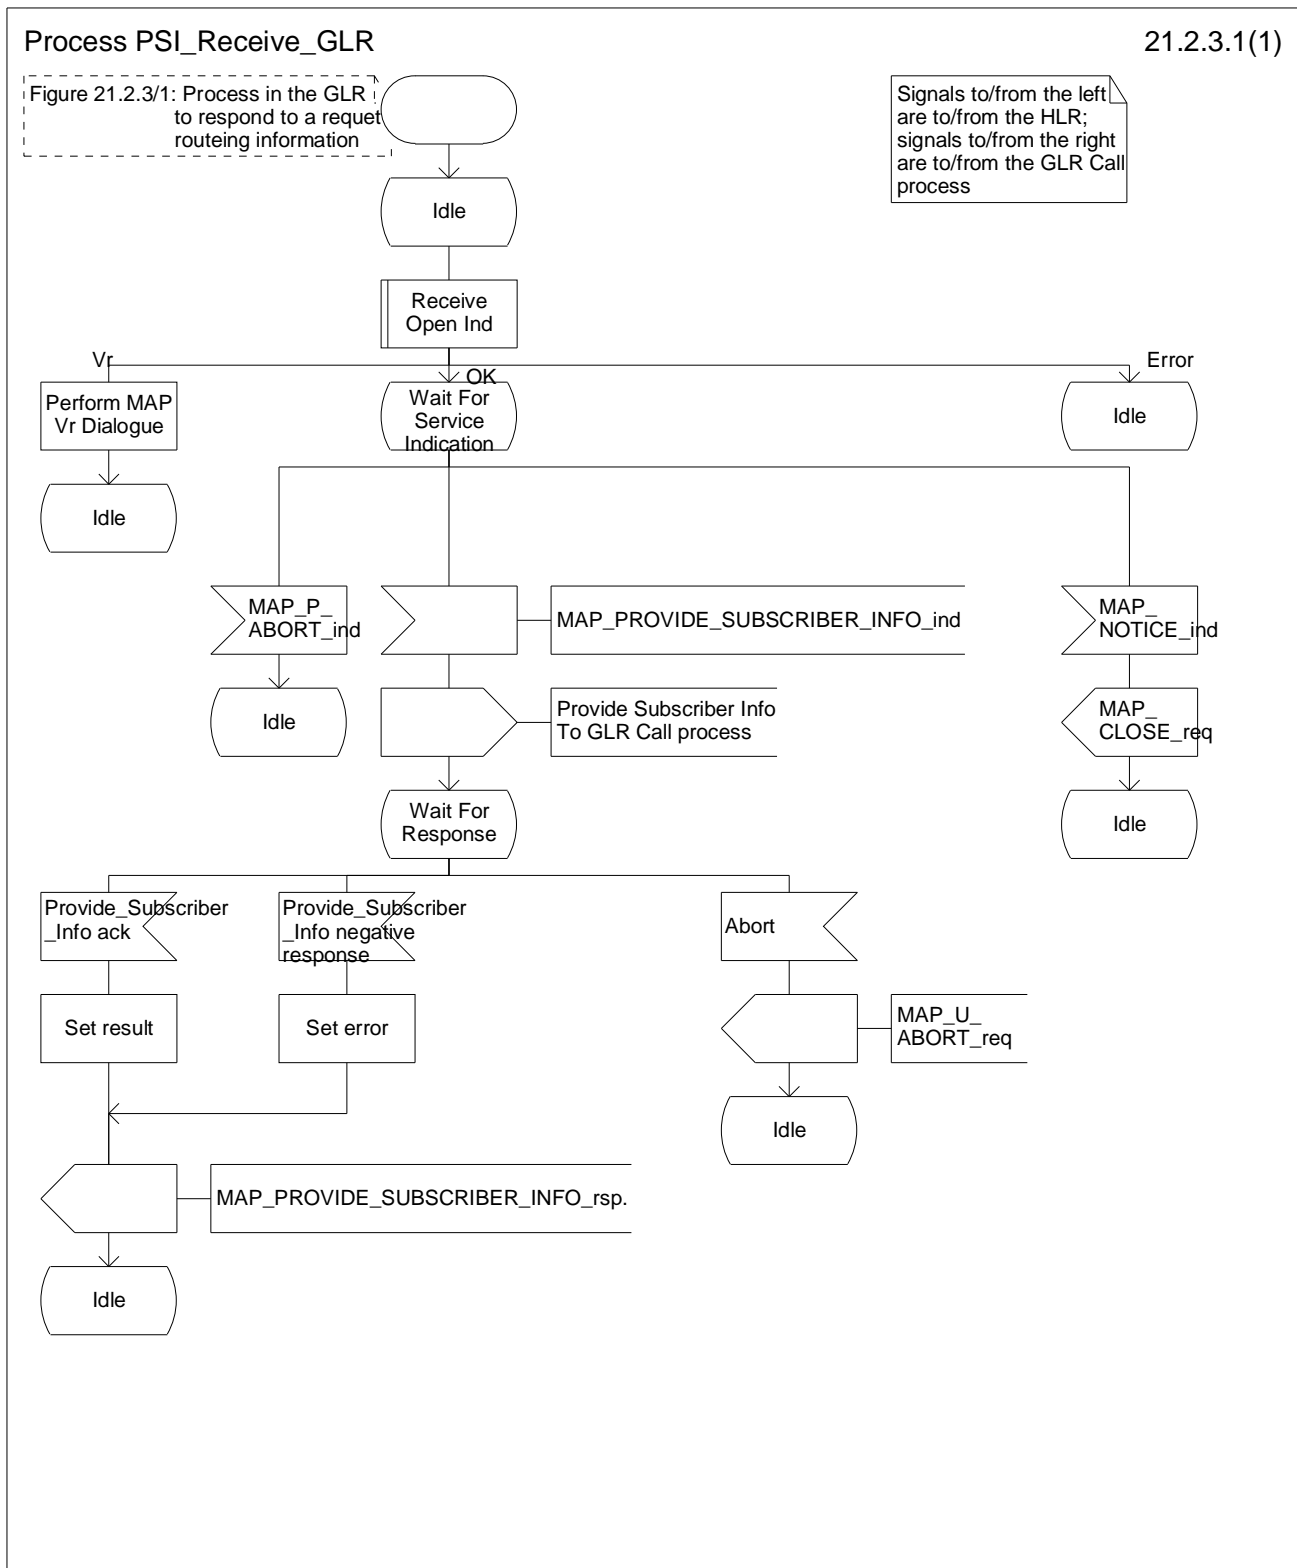 Process PSI_Receive_GLR
21.2.3.1(1)
Figure 21.2.3/1: Process in the GLR
to respond to a requet
routeing information
Signals to/from the left
are to/from the HLR;
signals to/from the right
are to/from the GLR Call
process
Idle
Receive
Open Ind
Vr
OK
Error
Perform MAP
Vr Dialogue
Wait For
Service
Indication
Idle
Idle
MAP_P_
ABORT_ind
MAP_PROVIDE_SUBSCRIBER_INFO_ind
MAP_
NOTICE_ind
Idle
Provide Subscriber Info
To GLR Call process
MAP_
CLOSE_req
Wait For
Response
Idle
Provide_Subscriber
_Info ack
Provide_Subscriber
_Info negative
response
Abort
Set result
Set error
MAP_U_
ABORT_req
Idle
MAP_PROVIDE_SUBSCRIBER_INFO_rsp.
Idle